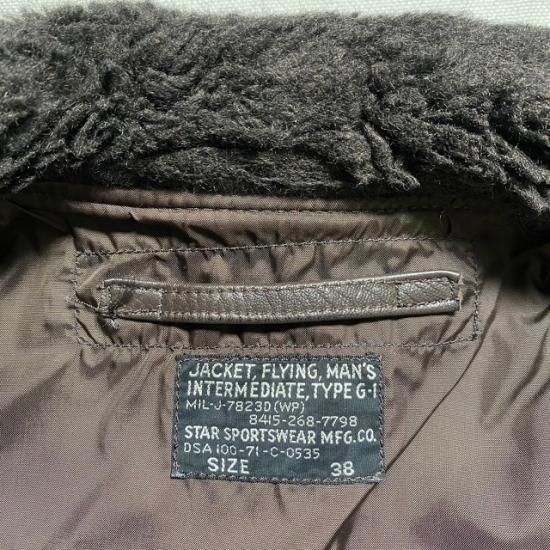 JACKET, FLYING, MAN'S
INTERMEDIATE, TYPE G-1
MIL-J-7823D (WP)
8415-268-7798
STAR SPORTSWEAR MFG. CO.
DSA 100-71-C-0535
SIZE 38